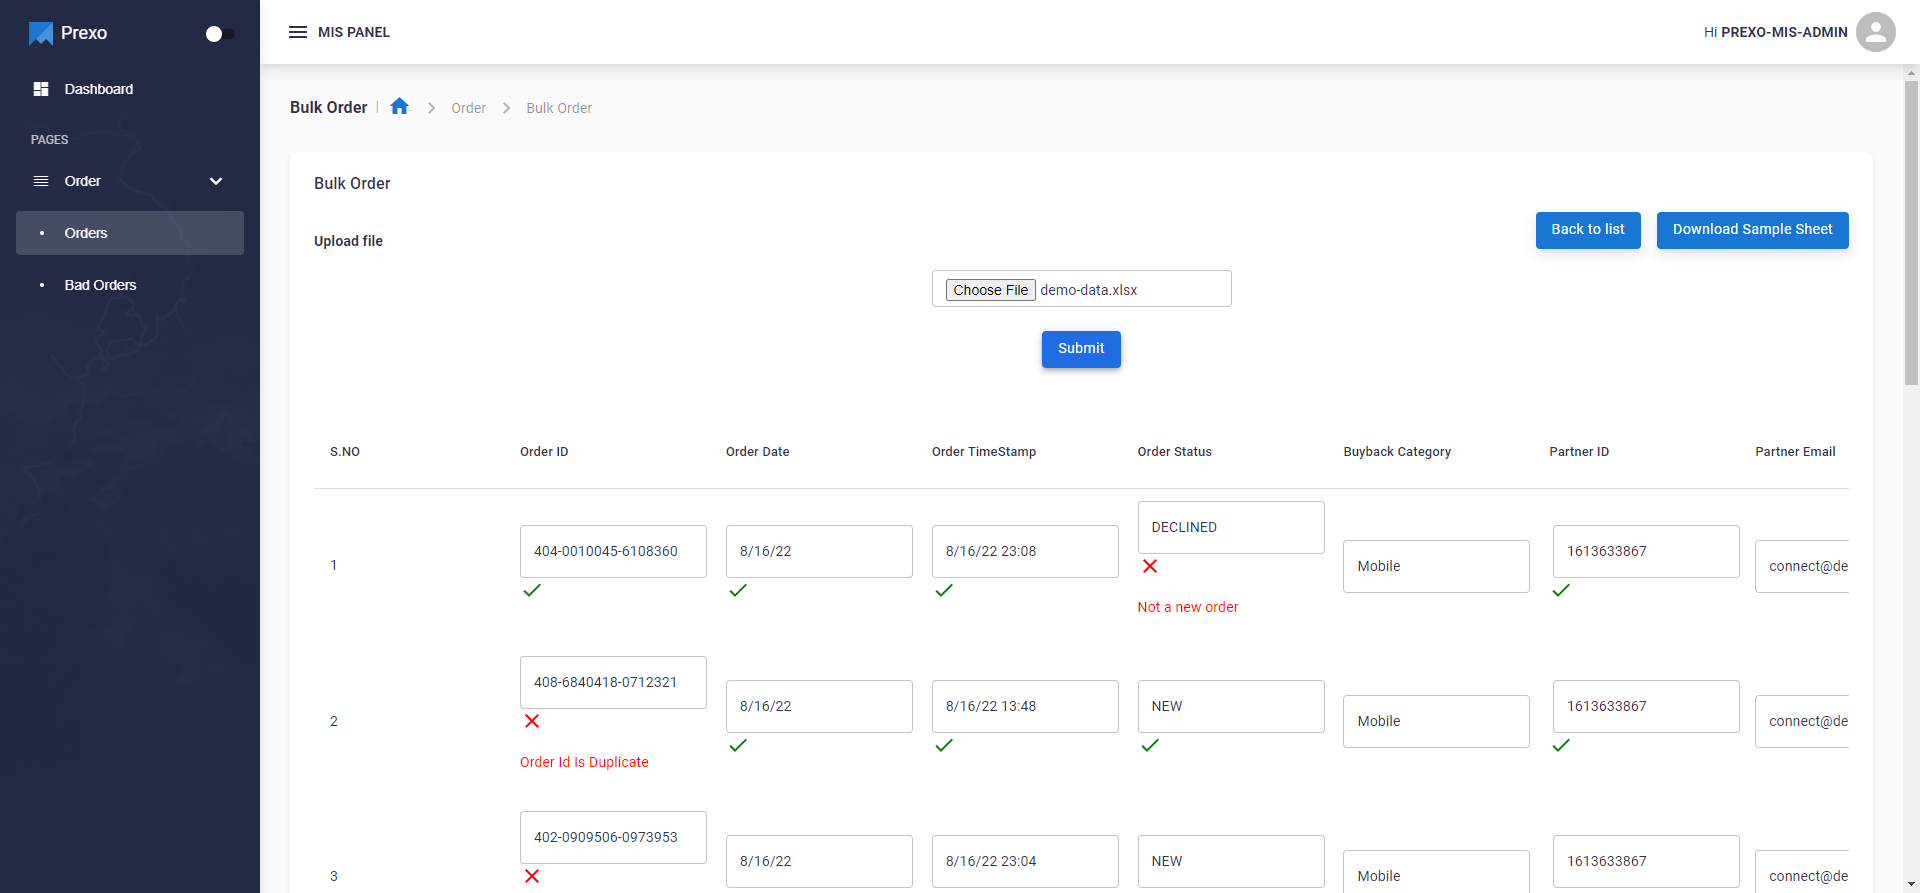 Prexo
MIS PANEL
Hi PREXO-MIS-ADMIN
Dashboard
PAGES
Order
Orders
Bad Orders
Bulk Order
Order
Bulk Order
Bulk Order
Upload file
Back to list
Download Sample Sheet
Choose File demo-data.xlsx
Submit
S.NO Order ID Order Date Order TimeStamp Order Status Buyback Category Partner ID Partner Email
1 404-0010045-6108360 8/16/22 8/16/22 23:08 DECLINED Mobile 1613633867 connect@de
Not a new order
2 408-6840418-0712321 8/16/22 8/16/22 13:48 NEW Mobile 1613633867 connect@de
Order Id Is Duplicate
3 402-0909506-0973953 8/16/22 8/16/22 23:04 NEW Mobile 1613633867 connect@de